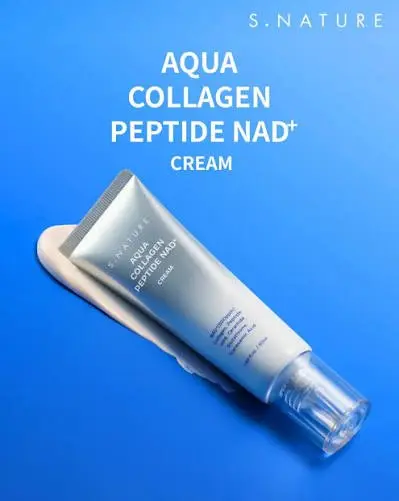 S.NATURE
AQUA
COLLAGEN
PEPTIDE NAD+
CREAM
S.NATURE
AQUA
COLLAGEN
PEPTIDE NAD+
CREAM